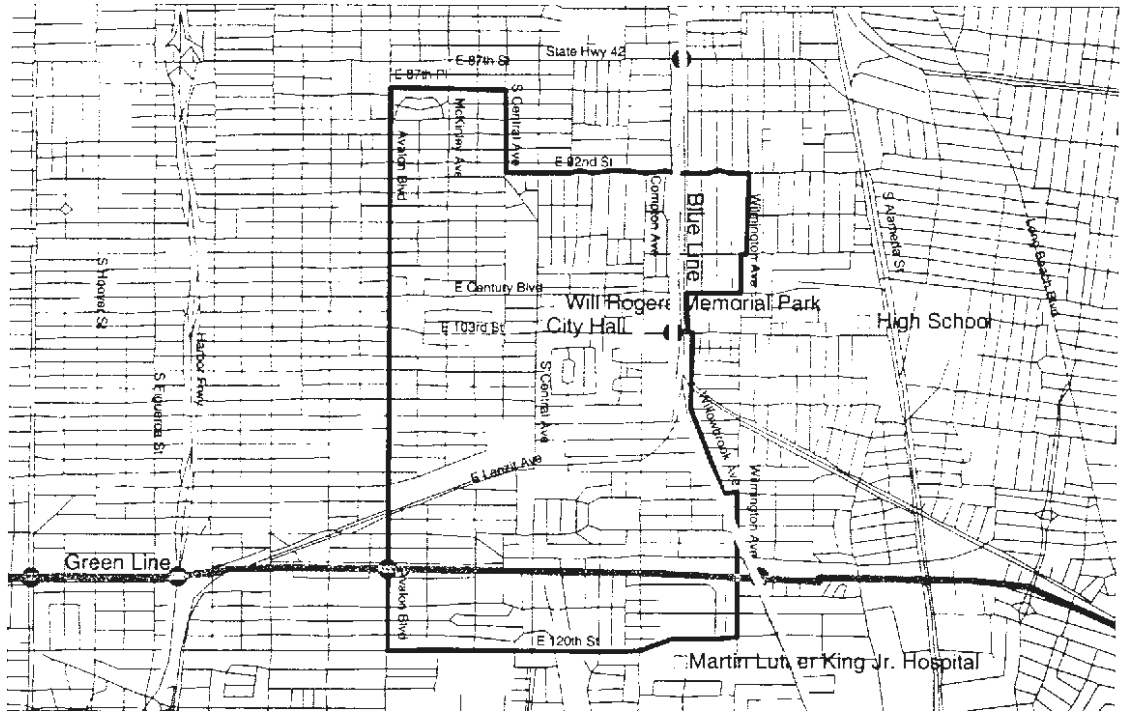 State Hwy 42
E 87th St
E 87th Pl
S Central Ave
McKinley Ave
Avalon Blvd
E 92nd St
Compton Ave
Blue Line
Wilmington Ave
S Alameda St
Long Beach Blvd
S Hoover St
E Century Blvd
Will Rogers Memorial Park
E 103rd St
City Hall
High School
Harbor Frwy
S Figueroa St
S Central Ave
Willowbrook Ave
E Lanzit Ave
Wilmington Ave
Green Line
Avalon Blvd
E 120th St
Martin Lut er King Jr. Hospital